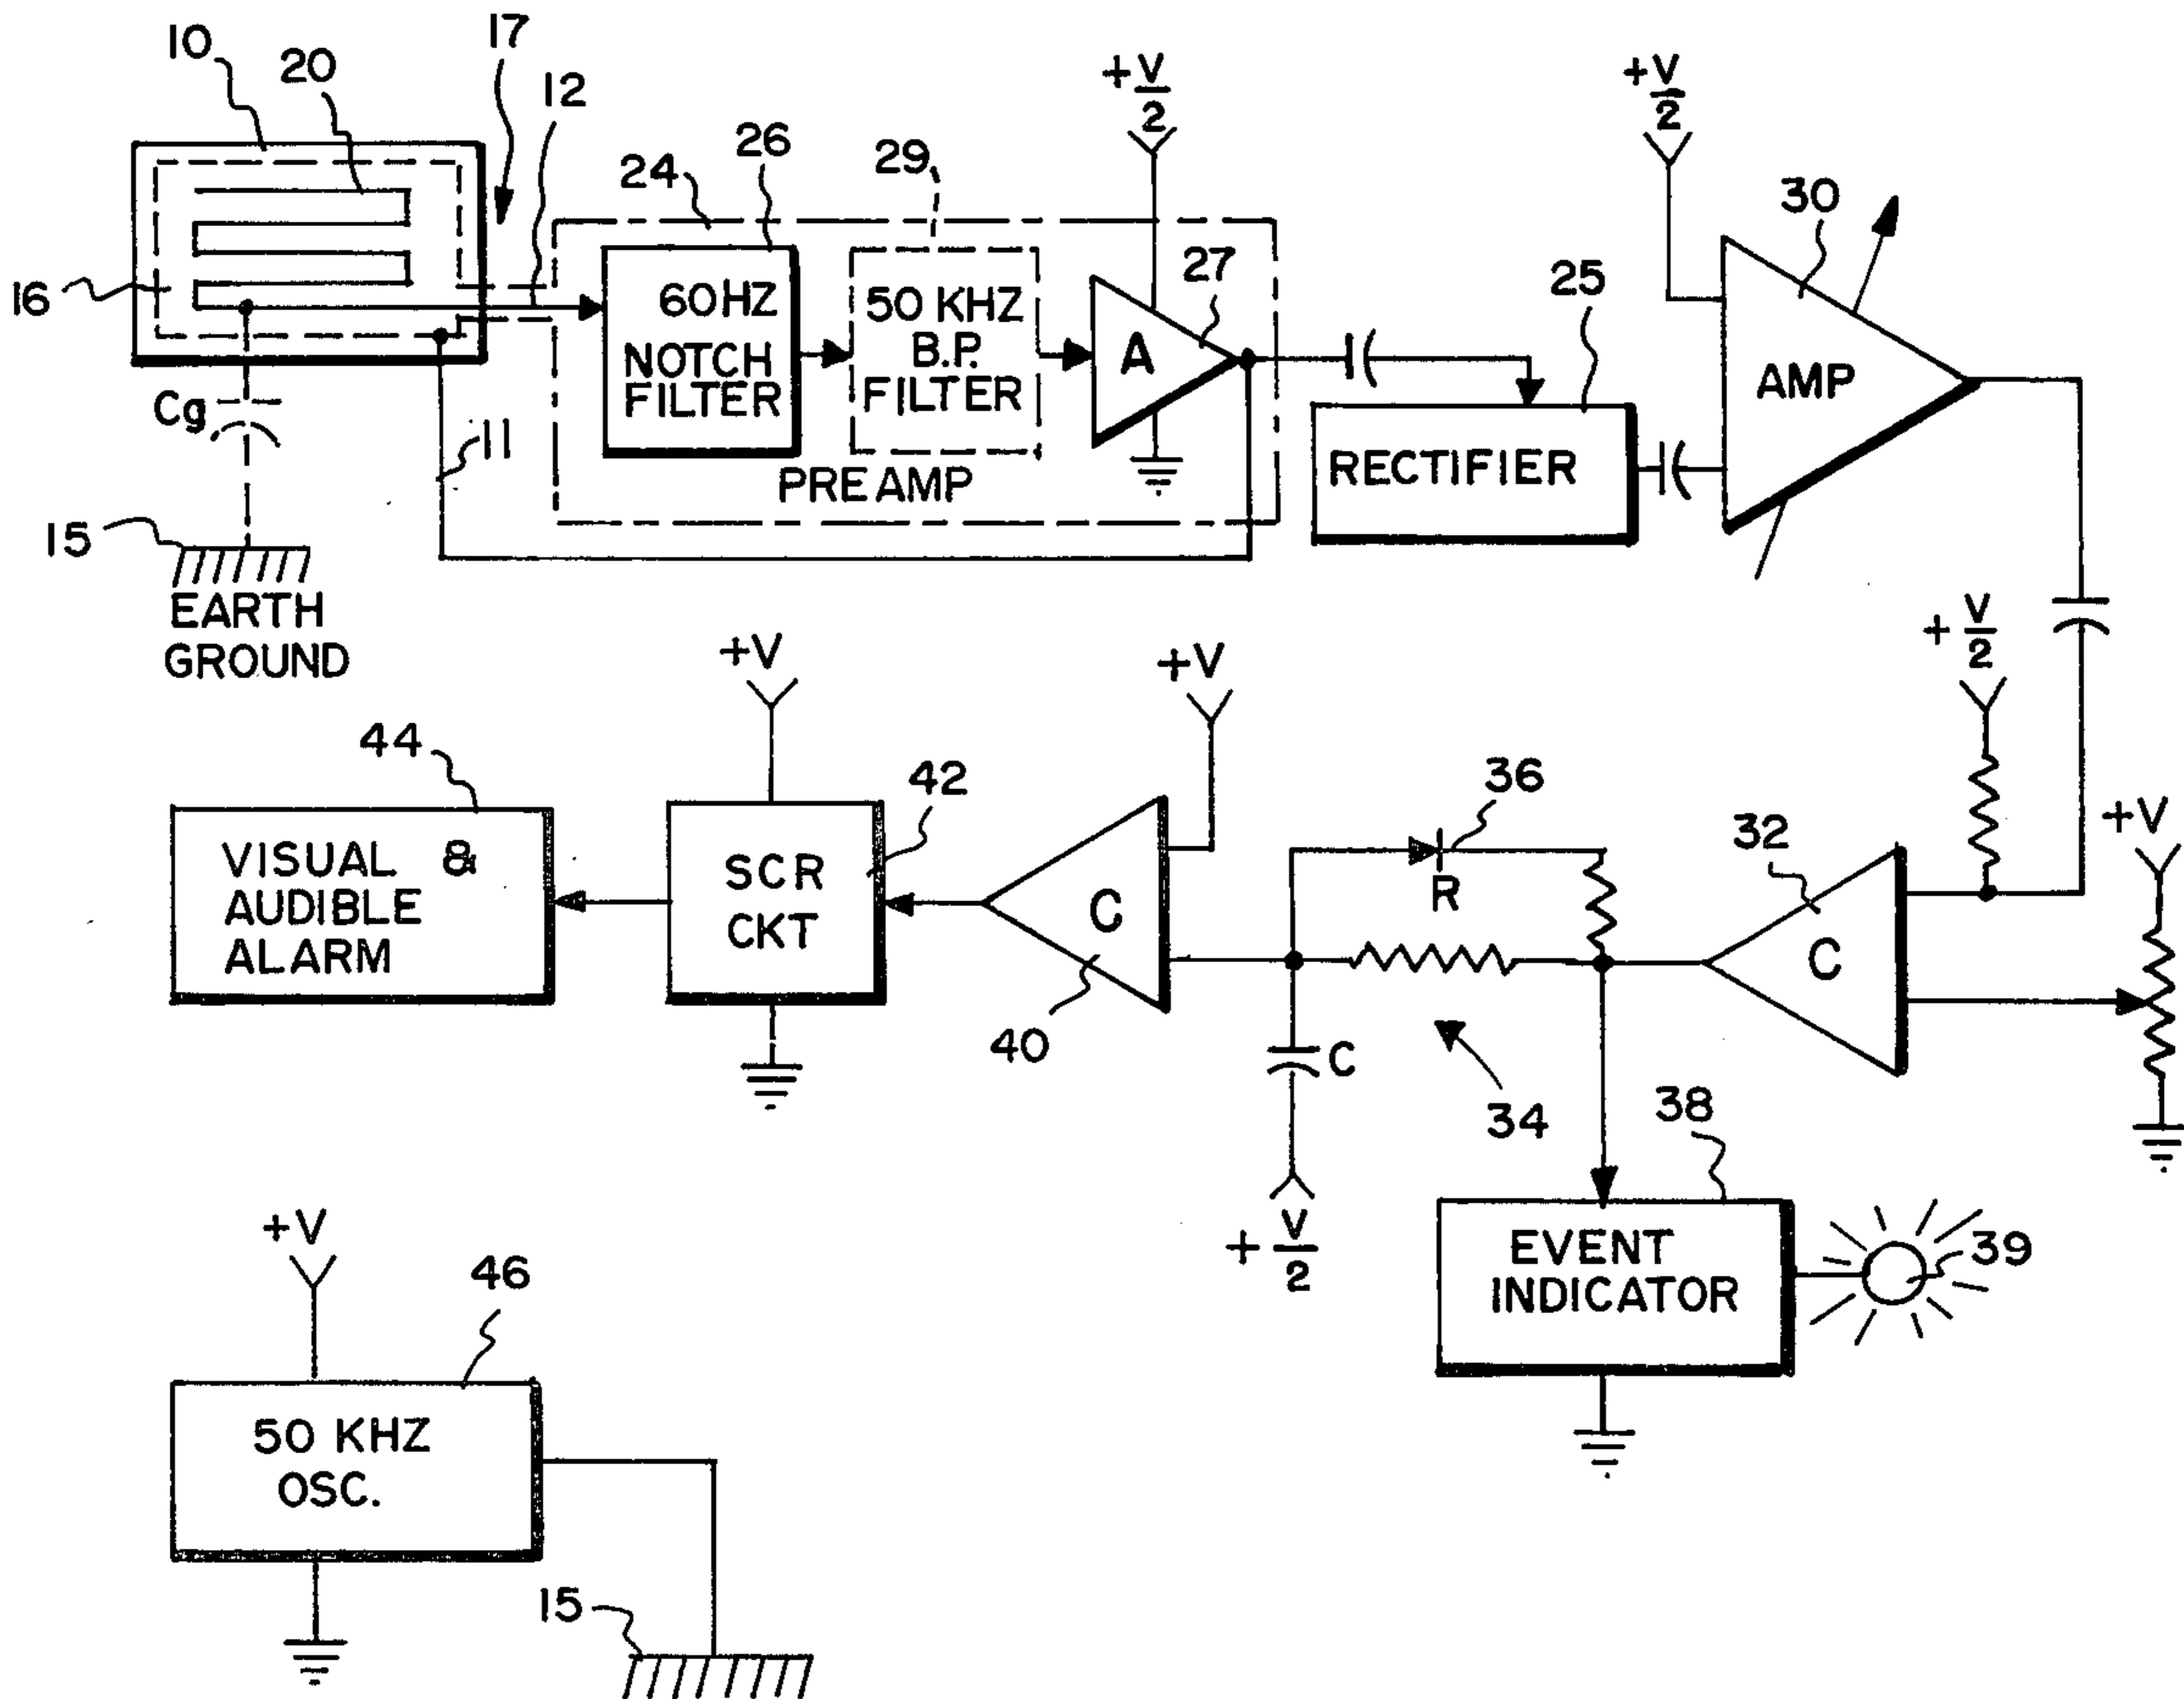 10
20
17
12
16
Cg
11
15
EARTH
GROUND
24
26
29
27
60HZ
NOTCH
FILTER
50 KHZ
B.P.
FILTER
A
PREAMP
+V/2
25
RECTIFIER
+V/2
30
AMP
+V/2
+V
32
C
36
R
34
C
+V/2
+V
C
40
+V
42
SCR
CKT
44
VISUAL &
AUDIBLE
ALARM
38
EVENT
INDICATOR
39
+V
46
50 KHZ
OSC.
15